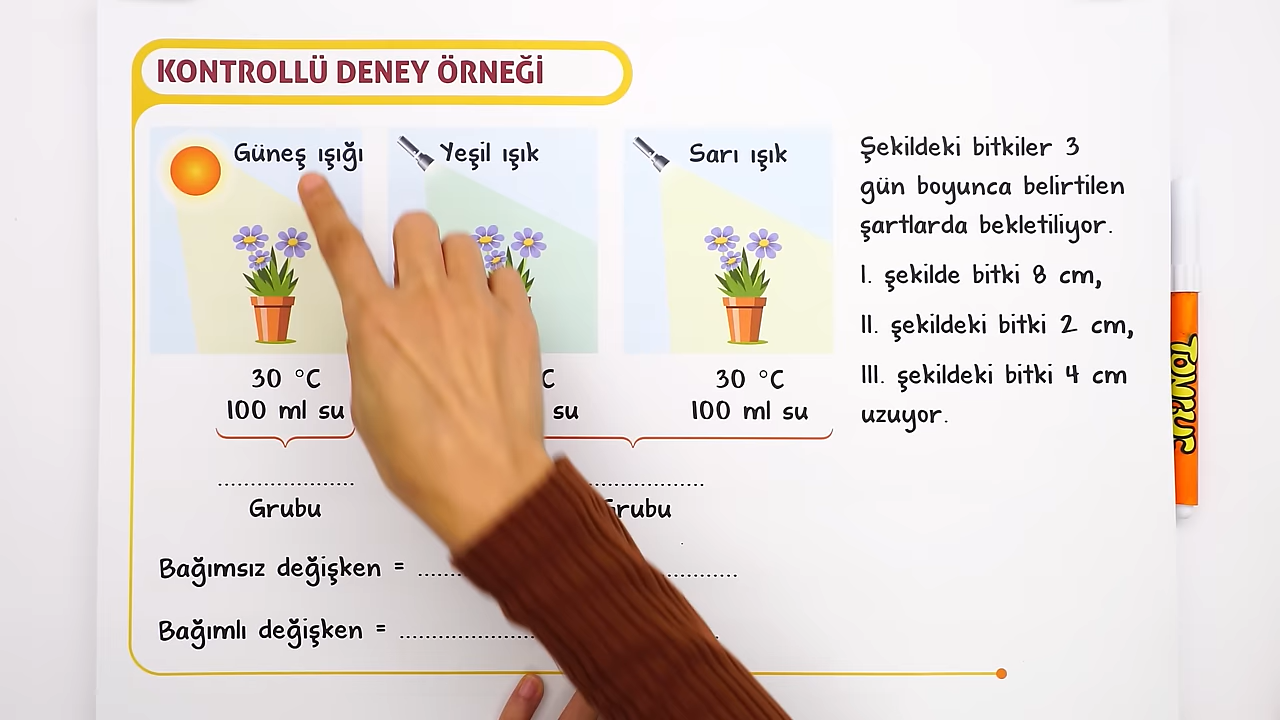 KONTROLLÜ DENEY ÖRNEĞİ
Güneş ışığı
Yeşil ışık
Sarı ışık
30 °C
100 ml su
C
su
30 °C
100 ml su
Grubu
Grubu
Bağımsız değişken =
Bağımlı değişken =
Şekildeki bitkiler 3
gün boyunca belirtilen
şartlarda bekletiliyor.
I. şekilde bitki 8 cm,
II. şekildeki bitki 2 cm,
III. şekildeki bitki 4 cm
uzuyor.